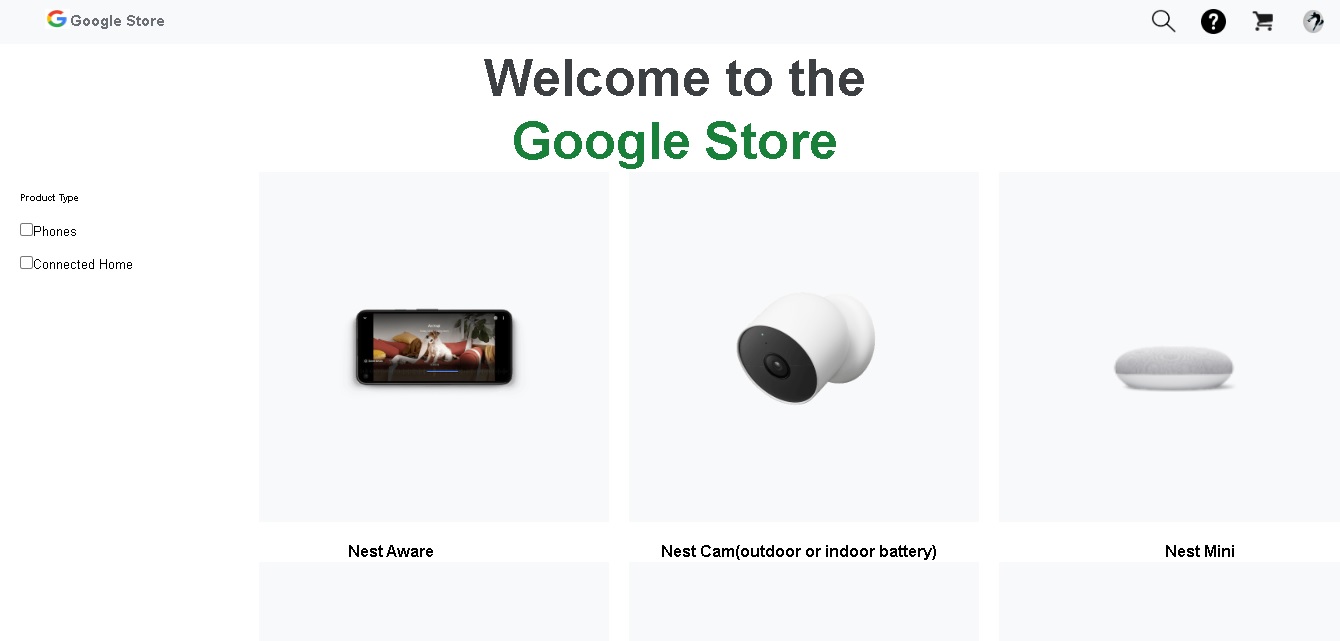 Google Store
Welcome to the
Google Store
Product Type
Phones
Connected Home
Nest Aware
Nest Cam(outdoor or indoor battery)
Nest Mini